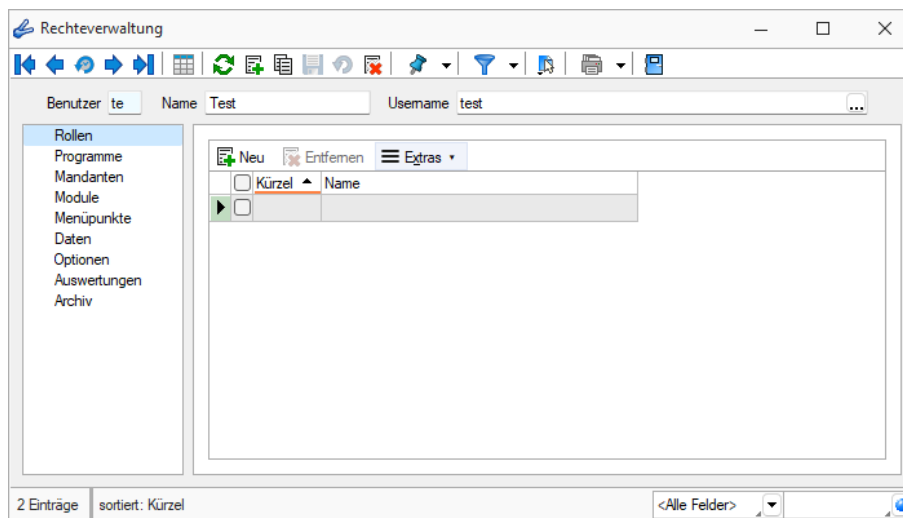 Rechteverwaltung
Benutzer te Name Test Username test ...
Rollen
Programme
Mandanten
Module
Menüpunkte
Daten
Optionen
Auswertungen
Archiv
Neu Entfernen Extras
Kürzel Name
2 Einträge sortiert: Kürzel <Alle Felder>